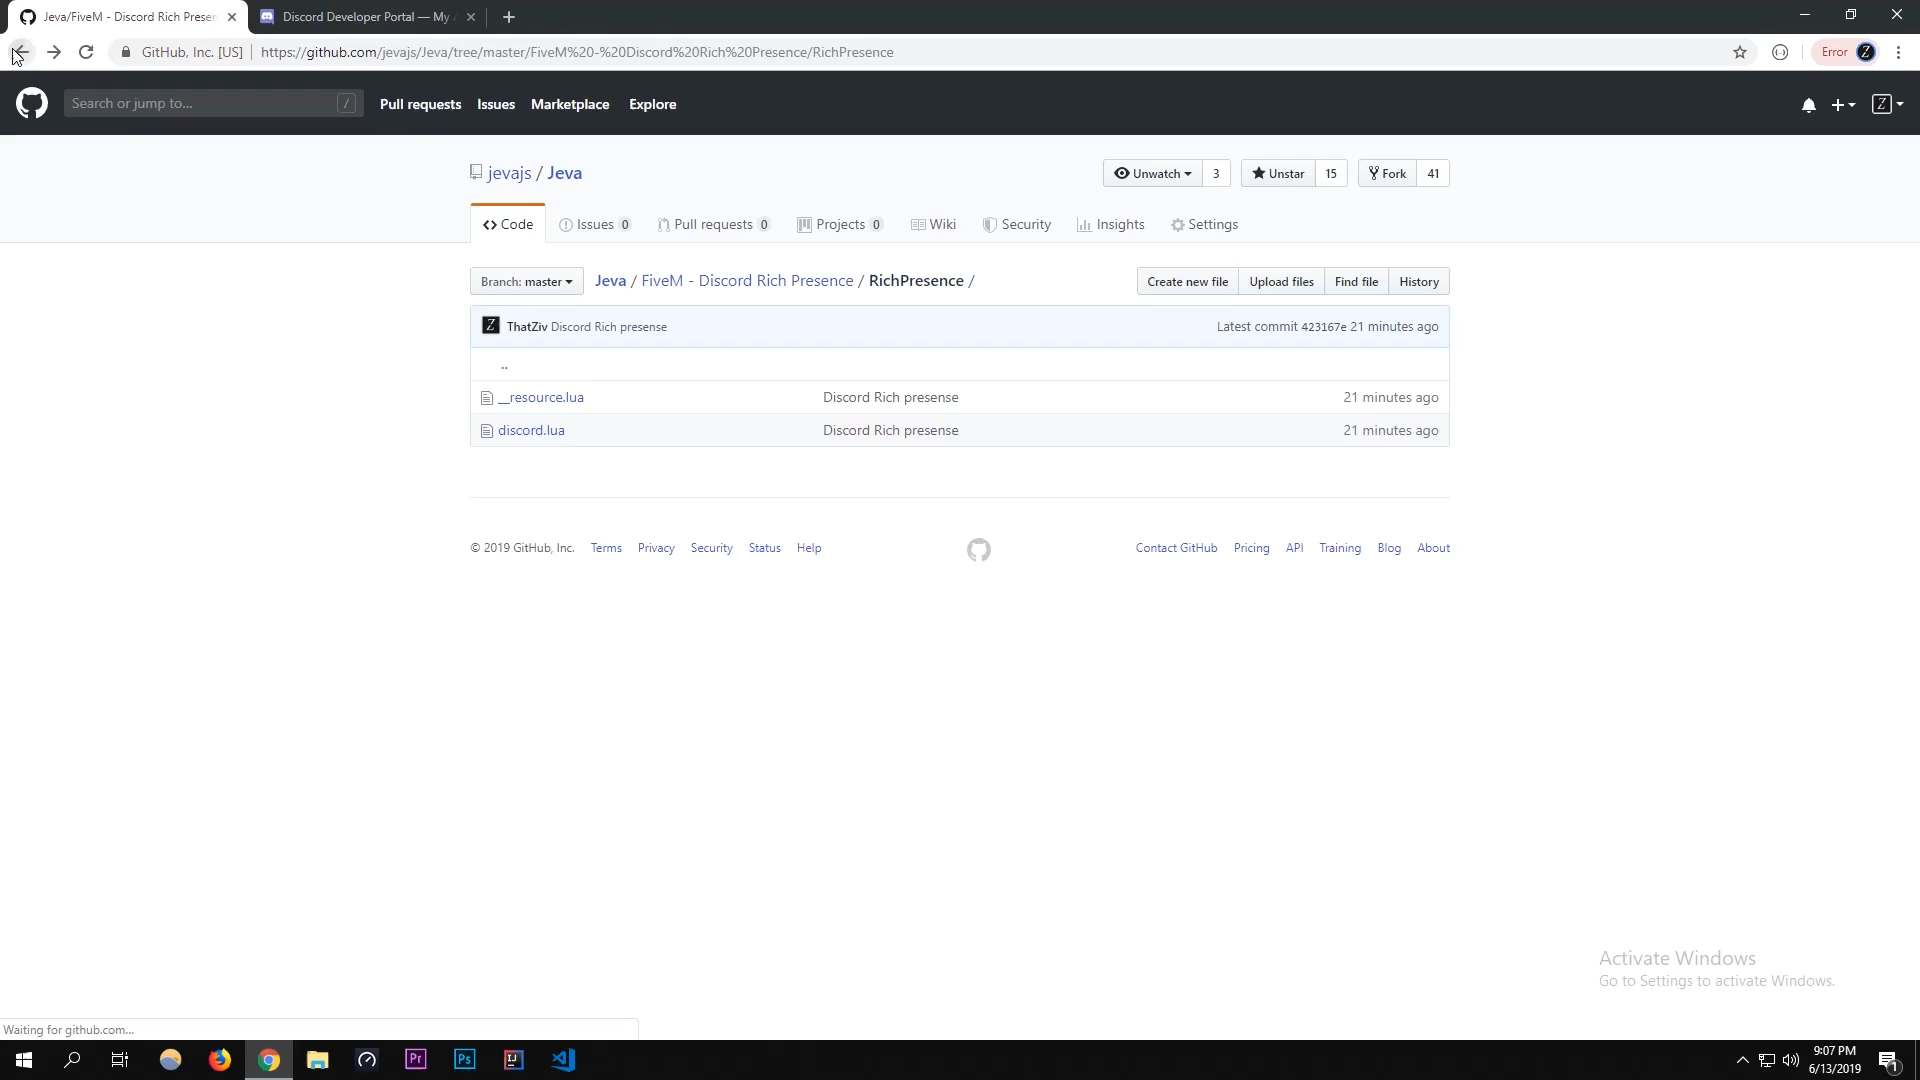 Jeva/FiveM - Discord Rich Presen
Discord Developer Portal — My A
GitHub, Inc. [US]
https://github.com/jevajs/Jeva/tree/master/FiveM%20-%20Discord%20Rich%20Presence/RichPresence
Error
Z
Search or jump to...
/
Pull requests
Issues
Marketplace
Explore
Z
jevajs / Jeva
Unwatch 3
Unstar 15
Fork 41
Code
Issues 0
Pull requests 0
Projects 0
Wiki
Security
Insights
Settings
Branch: master
Jeva / FiveM - Discord Rich Presence / RichPresence /
Create new file
Upload files
Find file
History
Z
ThatZiv Discord Rich presense
Latest commit 423167e 21 minutes ago
..
__resource.lua Discord Rich presense 21 minutes ago
discord.lua Discord Rich presense 21 minutes ago
© 2019 GitHub, Inc. Terms Privacy Security Status Help
Contact GitHub Pricing API Training Blog About
Activate Windows
Go to Settings to activate Windows.
Waiting for github.com...
Pr
Ps
IJ
9:07 PM
6/13/2019
1